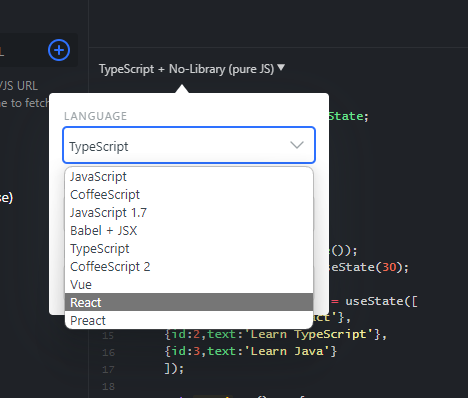 /JS URL
TypeScript + No-Library (pure JS) ▼
LANGUAGE
State;
TypeScript
JavaScript
CoffeeScript
JavaScript 1.7
Babel + JSX
TypeScript
CoffeeScript 2
Vue
React
Preact
());
seState(30);
= useState([
act'},
15 {id:2,text:'Learn TypeScript'},
16 {id:3,text:'Learn Java'}
17 ]);
18